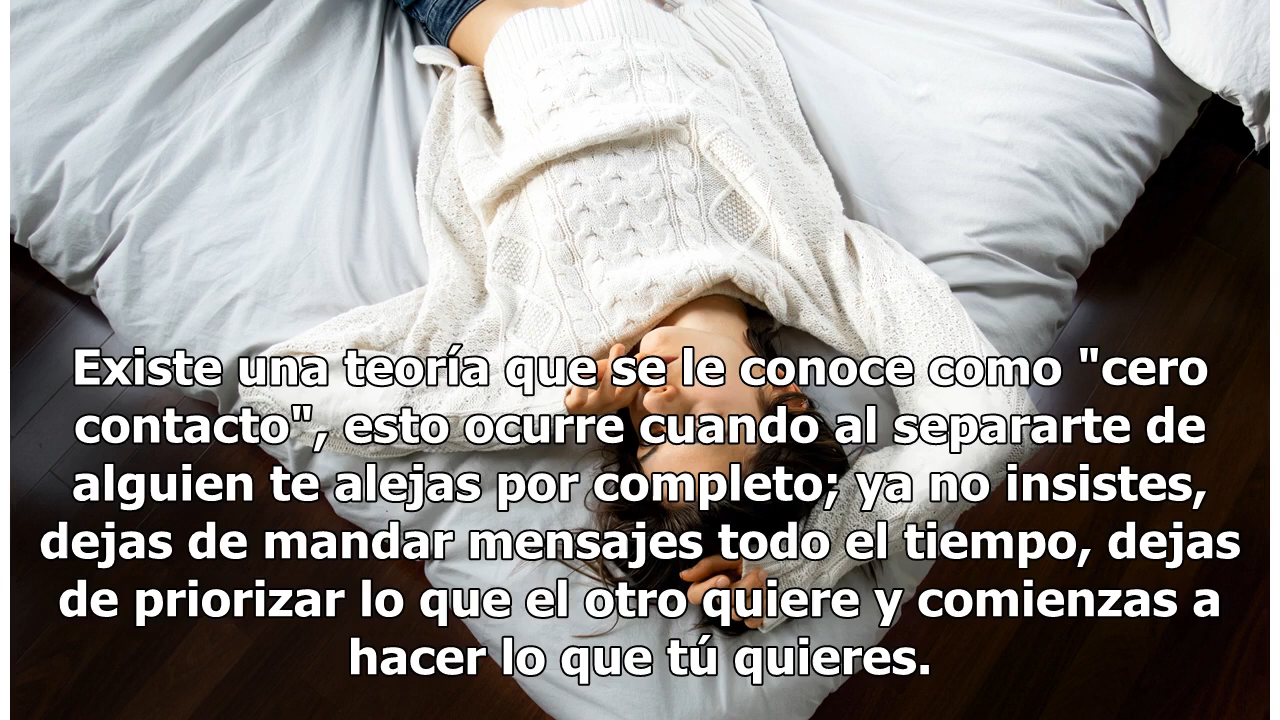 Existe una teoría que se le conoce como "cero
contacto", esto ocurre cuando al separarte de
alguien te alejas por completo; ya no insistes,
dejas de mandar mensajes todo el tiempo, dejas
de priorizar lo que el otro quiere y comienzas a
hacer lo que tú quieres.